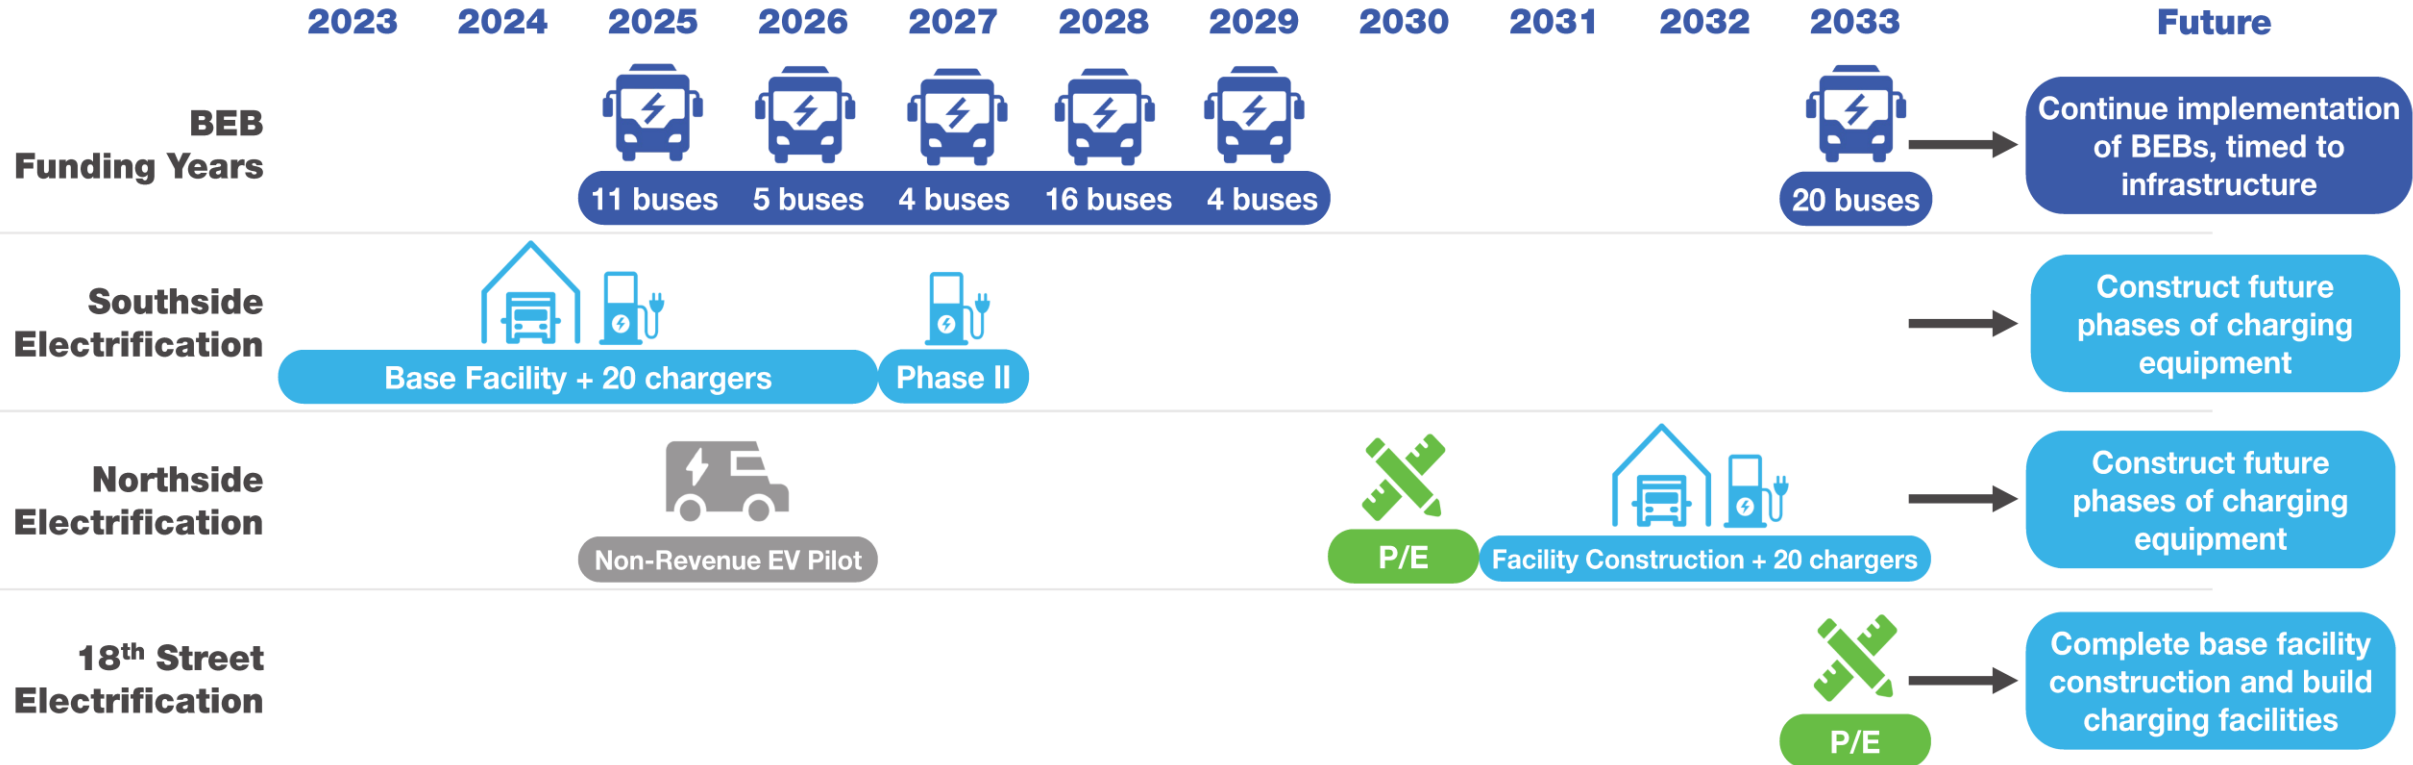 2023 2024 2025 2026 2027 2028 2029 2030 2031 2032 2033 Future
BEB
Funding Years
11 buses 5 buses 4 buses 16 buses 4 buses
20 buses
Continue implementation
of BEBs, timed to
infrastructure
Southside
Electrification
Base Facility + 20 chargers
Phase II
Construct future
phases of charging
equipment
Northside
Electrification
Non-Revenue EV Pilot
P/E
Facility Construction + 20 chargers
Construct future
phases of charging
equipment
18th Street
Electrification
P/E
Complete base facility
construction and build
charging facilities